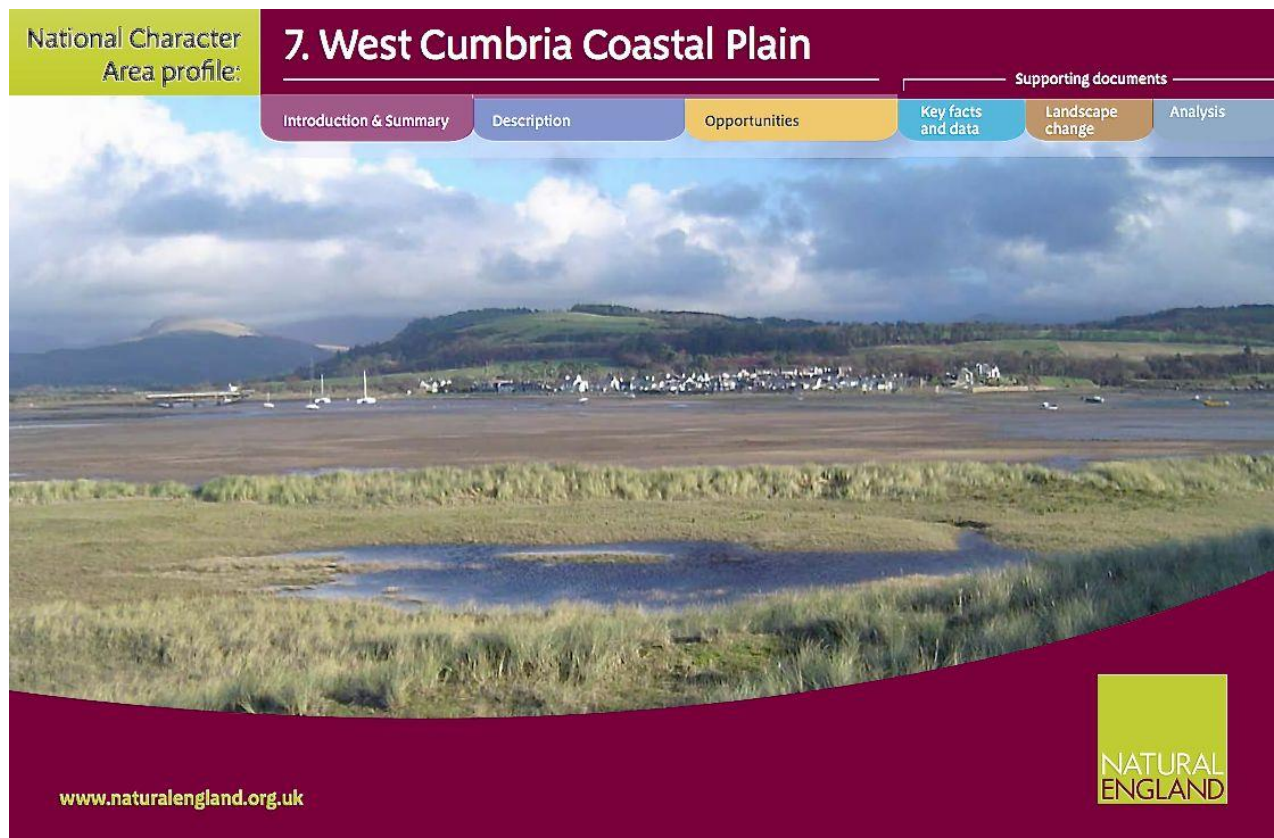 National Character
Area profile:
7. West Cumbria Coastal Plain
Supporting documents
Introduction & Summary
Description
Opportunities
Key facts
and data
Landscape
change
Analysis
www.naturalengland.org.uk
NATURAL
ENGLAND